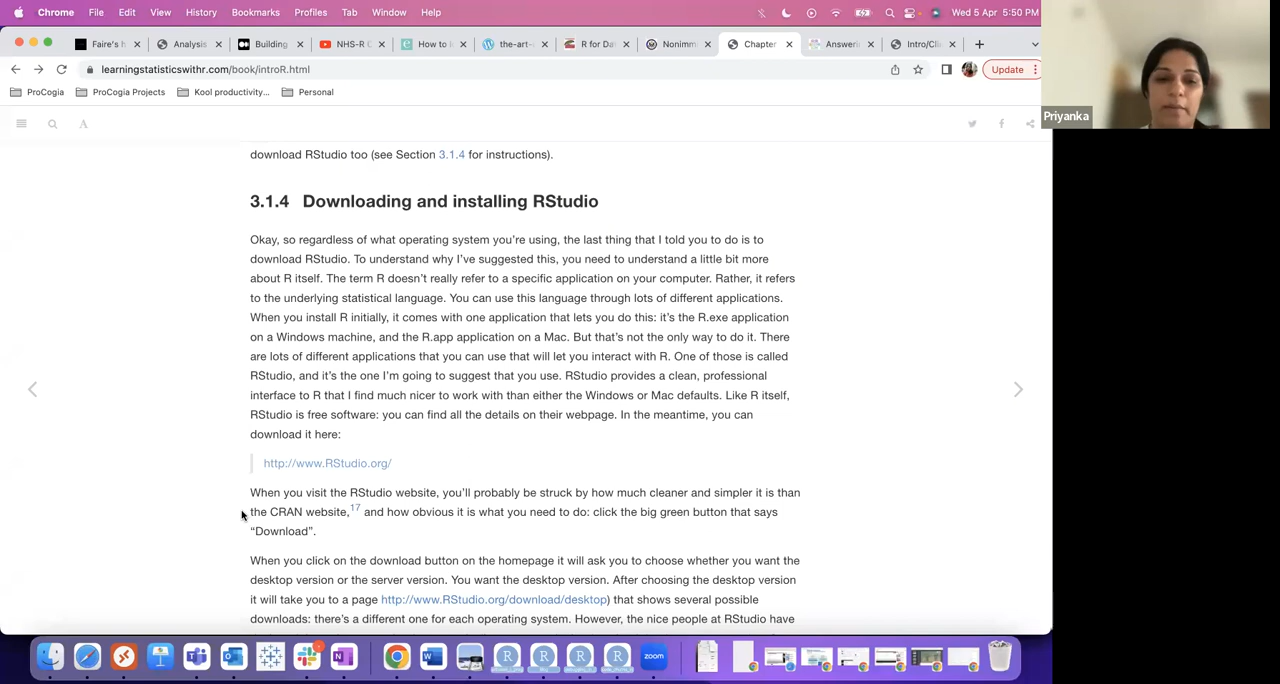 Chrome File Edit View History Bookmarks Profiles Tab Window Help Wed 5 Apr 5:50 PM
Faire's h Analysis Building NHS-R C How to k the-art- R for Da Nonimm Chapter Answeri Intro/Cli
learningstatisticswithr.com/book/introR.html Update
ProCogia ProCogia Projects Kool productivity... Personal
Priyanka
download RStudio too (see Section 3.1.4 for instructions).
3.1.4 Downloading and installing RStudio
Okay, so regardless of what operating system you're using, the last thing that I told you to do is to
download RStudio. To understand why I've suggested this, you need to understand a little bit more
about R itself. The term R doesn't really refer to a specific application on your computer. Rather, it refers
to the underlying statistical language. You can use this language through lots of different applications.
When you install R initially, it comes with one application that lets you do this: it's the R.exe application
on a Windows machine, and the R.app application on a Mac. But that's not the only way to do it. There
are lots of different applications that you can use that will let you interact with R. One of those is called
RStudio, and it's the one I'm going to suggest that you use. RStudio provides a clean, professional
interface to R that I find much nicer to work with than either the Windows or Mac defaults. Like R itself,
RStudio is free software: you can find all the details on their webpage. In the meantime, you can
download it here:
http://www.RStudio.org/
When you visit the RStudio website, you'll probably be struck by how much cleaner and simpler it is than
the CRAN website,17 and how obvious it is what you need to do: click the big green button that says
“Download”.
When you click on the download button on the homepage it will ask you to choose whether you want the
desktop version or the server version. You want the desktop version. After choosing the desktop version
it will take you to a page http://www.RStudio.org/download/desktop) that shows several possible
downloads: there's a different one for each operating system. However, the nice people at RStudio have
zoom